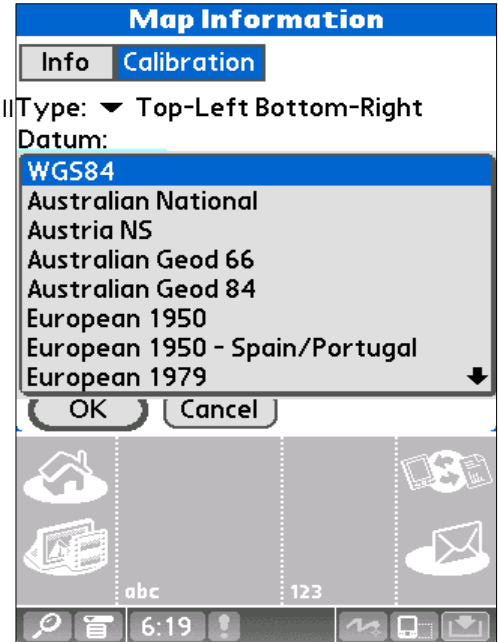 Map Information
Info Calibration
Type: Top-Left Bottom-Right
Datum:
WGS84
Australian National
Austria NS
Australian Geod 66
Australian Geod 84
European 1950
European 1950 - Spain/Portugal
European 1979
OK Cancel
abc 123
6:19